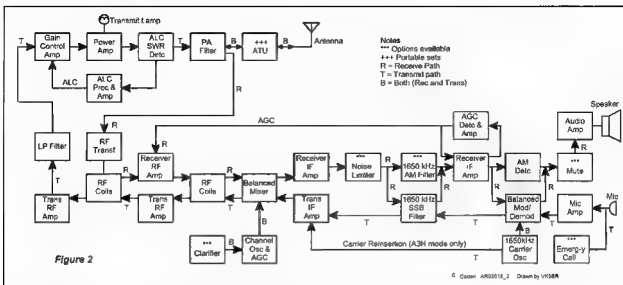 Transmit Lamp
T
Gain Control Amp
Power Amp
ALC SWR Detc
T
PA Filter
B
+++ ATU
B
Antenna
ALC
ALC Proc & Amp
R
Notes
*** Options available
+++ Portable sets
R = Receive Path
T = Transmit path
B = Both (Rec and Trans)
LP Filter
T
R
RF Transf
R
AGC
AGC Detc & Amp
Audio Amp
Speaker
R
RF Coils
R
Receiver RF Amp
R
RF Coils
R
Balanced Mixer
Receiver IF Amp
*** Noise Limiter
*** 1650 kHz AM Filter
Receiver IF Amp
AM Detc
*** Mute
R
R
R
R
Trans RF Amp
T
Trans RF Amp
T
Trans IF Amp
T
1650 kHz SSB Filter
T
Balanced Mod/ Demod
T
Mic Amp
Mic
T
B
*** Clarifier
B
Channel Osc & AGC
Carrier Reinsertion (A3H mode only)
T
B
1650kHz Carrier Osc
*** Emerg-y Call
Figure 2
© Coden AR03018_2 Drawn by VK3BR